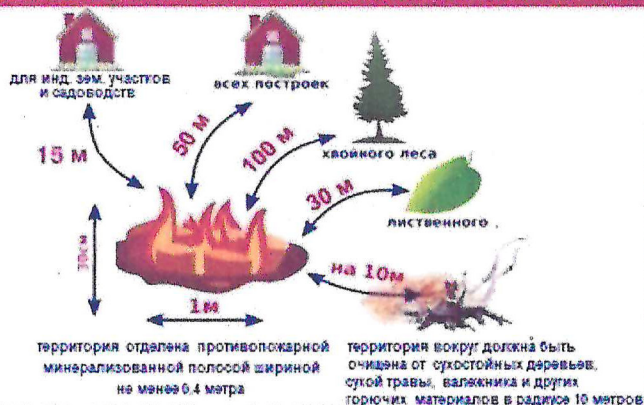 для инд. зем. участков
и садоводств
всех построек
15 м
50 м
100 м
хвойного леса
30 м
лиственного
30см
1м
на 10м
территория отделена противопожарной
минерализованной полосой шириной
не менее 0,4 метра
территория вокруг должна быть
очищена от сухостойных деревьев,
сухой травы, валежника и других
горючих материалов в радиусе 10 метров